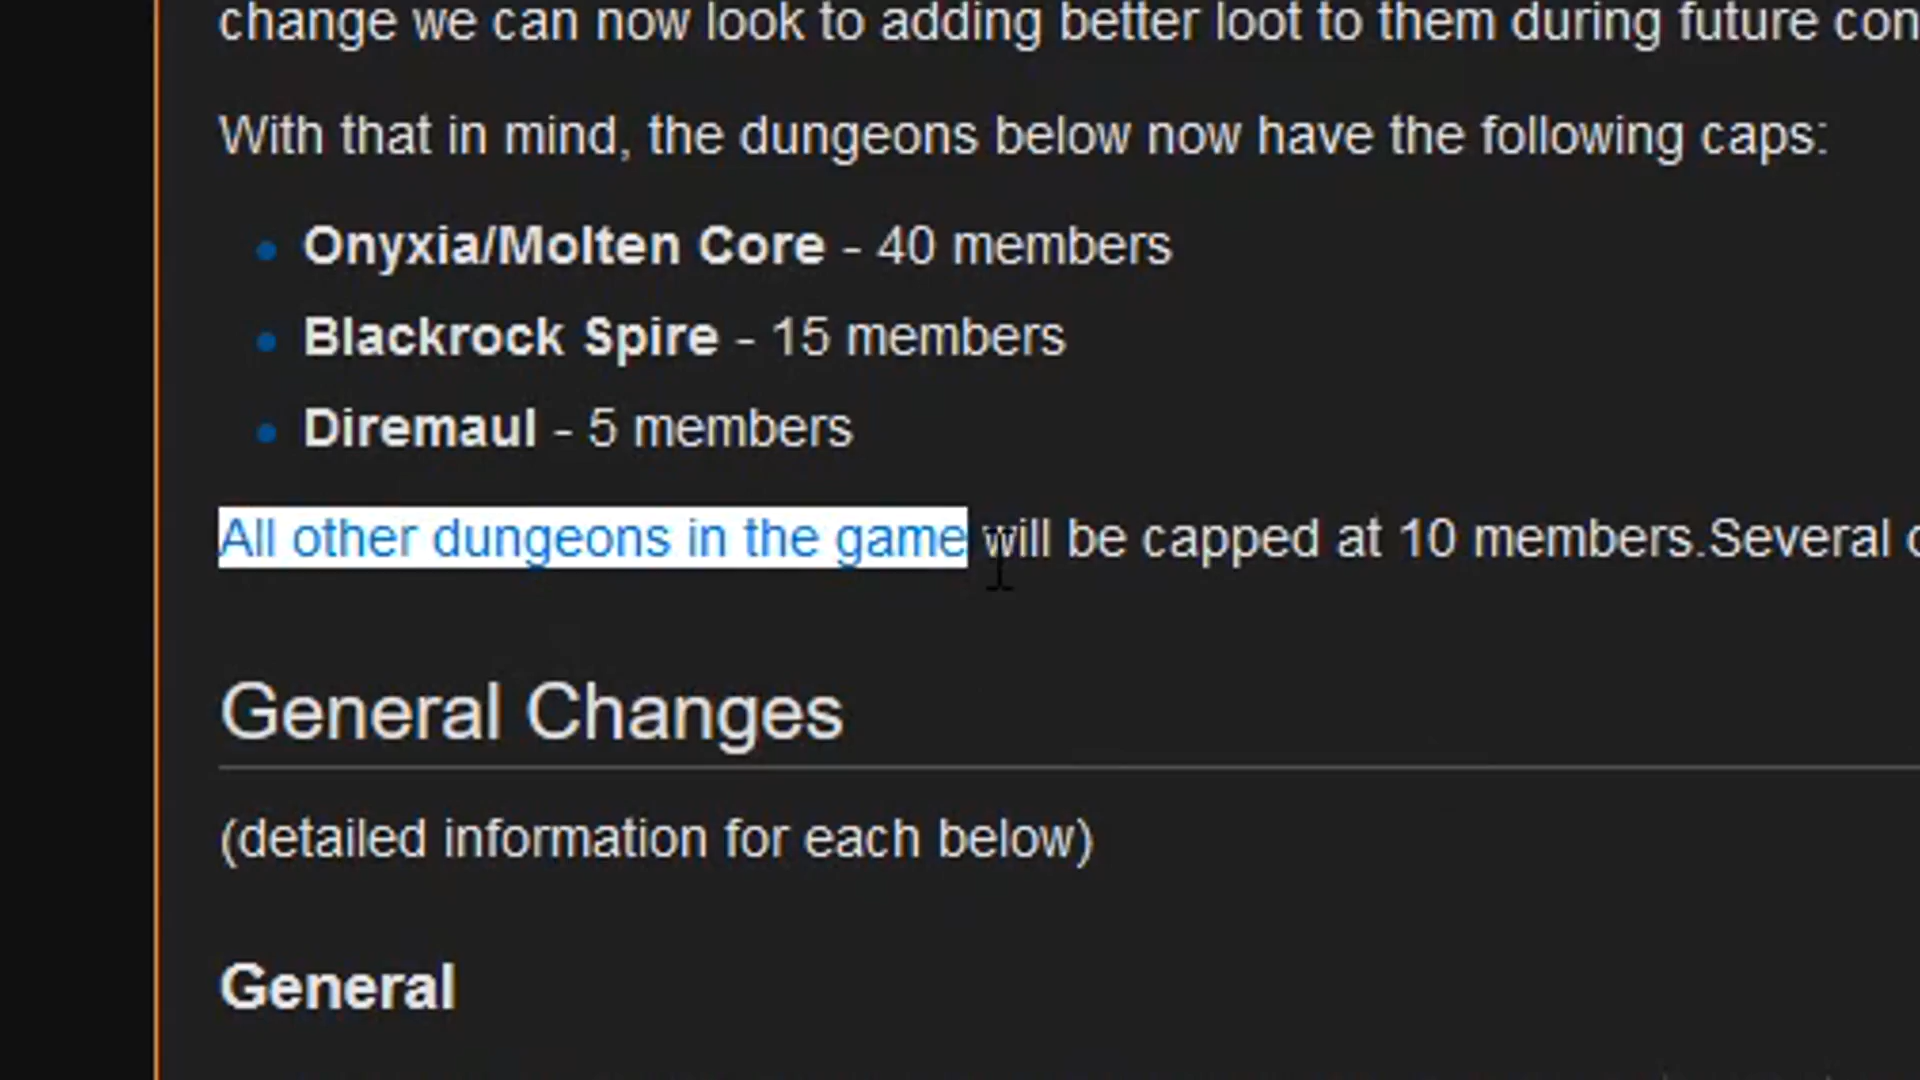 change we can now look to adding better loot to them during future con
With that in mind, the dungeons below now have the following caps:
Onyxia/Molten Core - 40 members
Blackrock Spire - 15 members
Diremaul - 5 members
All other dungeons in the game will be capped at 10 members.Several
General Changes
(detailed information for each below)
General